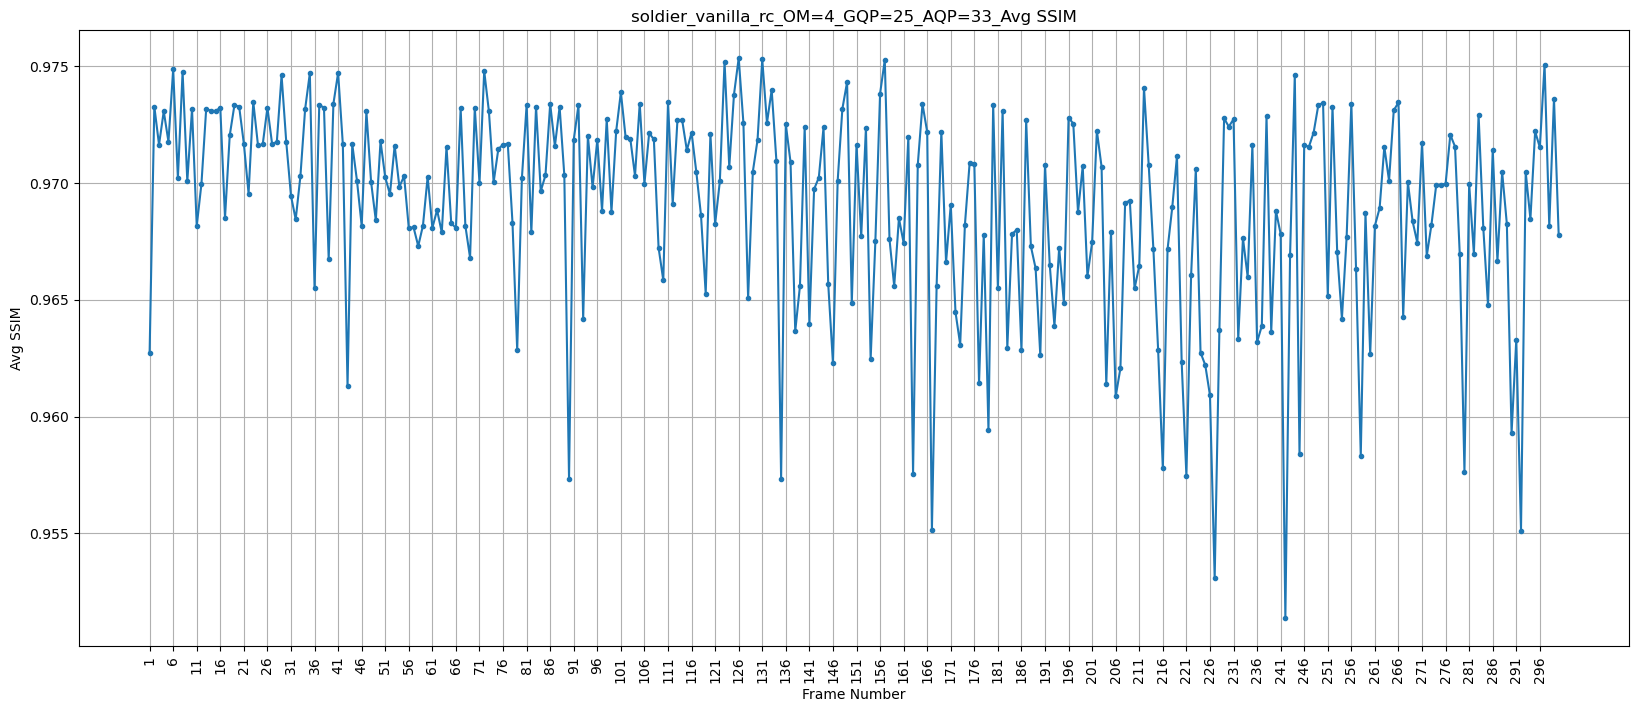 soldier_vanilla_rc_OM=4_GQP=25_AQP=33_Avg SSIM
Avg SSIM
0.975
0.970
0.965
0.960
0.955
1 6 11 16 21 26 31 36 41 46 51 56 61 66 71 76 81 86 91 96 101 106 111 116 121 126 131 136 141 146 151 156 161 166 171 176 181 186 191 196 201 206 211 216 221 226 231 236 241 246 251 256 261 266 271 276 281 286 291 296
Frame Number